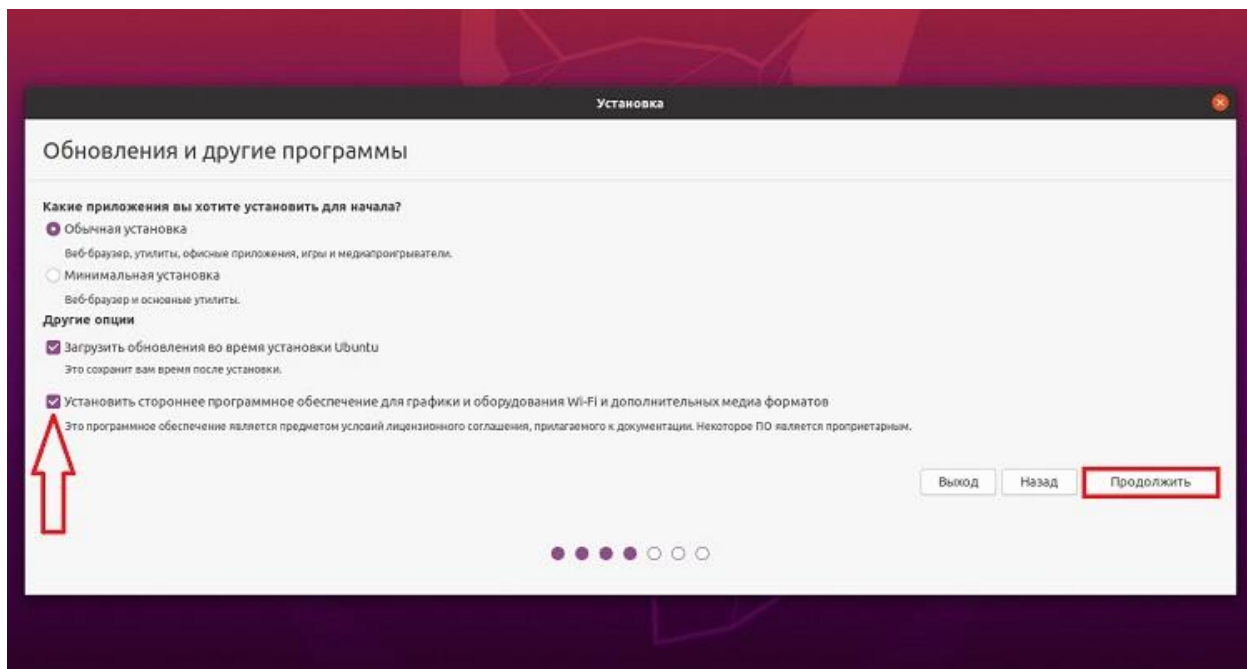 Установка
Обновления и другие программы
Какие приложения вы хотите установить для начала?
Обычная установка
Веб-браузер, утилиты, офисные приложения, игры и медиапроигрыватели.
Минимальная установка
Веб-браузер и основные утилиты.
Другие опции
Загрузить обновления во время установки Ubuntu
Это сохранит вам время после установки.
Установить стороннее программное обеспечение для графики и оборудования Wi-Fi и дополнительных медиа форматов
Это программное обеспечение является предметом условий лицензионного соглашения, прилагаемого к документации. Некоторое ПО является проприетарным.
Выход Назад Продолжить